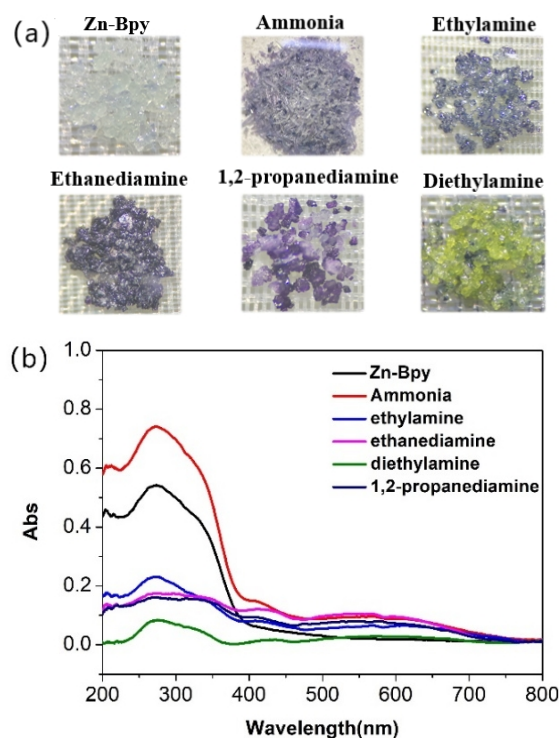 (a)
Zn-Bpy Ammonia Ethylamine
Ethanediamine 1,2-propanediamine Diethylamine
(b)
1.0
0.8
0.6
0.4
0.2
0.0
Abs
Zn-Bpy
Ammonia
ethylamine
ethanediamine
diethylamine
1,2-propanediamine
200 300 400 500 600 700 800
Wavelength(nm)